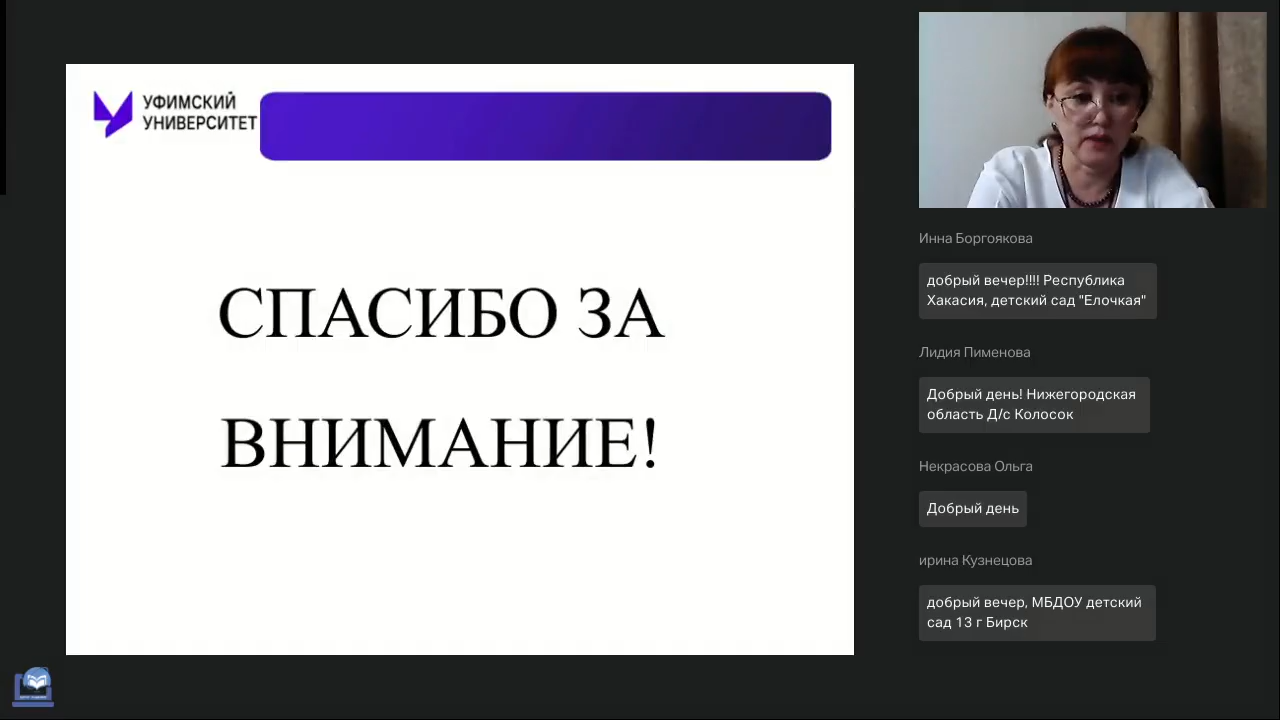 УФИМСКИЙ
УНИВЕРСИТЕТ
СПАСИБО ЗА
ВНИМАНИЕ!
Инна Боргоякова
добрый вечер!!!! Республика
Хакасия, детский сад "Елочкая"
Лидия Пименова
Добрый день! Нижегородская
область Д/с Колосок
Некрасова Ольга
Добрый день
ирина Кузнецова
добрый вечер, МБДОУ детский
сад 13 г Бирск